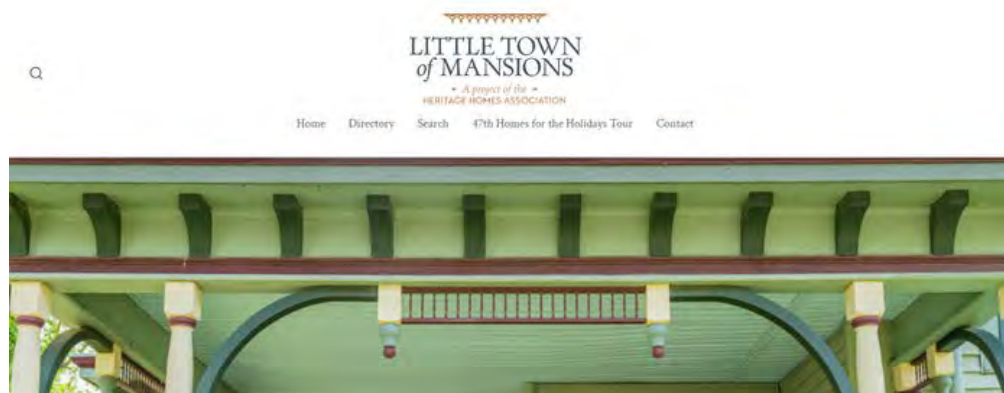 LITTLE TOWN
of MANSIONS
A project of the
HERITAGE HOMES ASSOCIATION
Home Directory Search 47th Homes for the Holidays Tour Contact